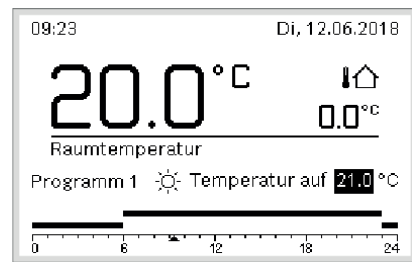 09:23 Di, 12.06.2018
20.0°C
0.0°C
Raumtemperatur
Programm 1 Temperatur auf 21.0 °C
0 6 12 18 24